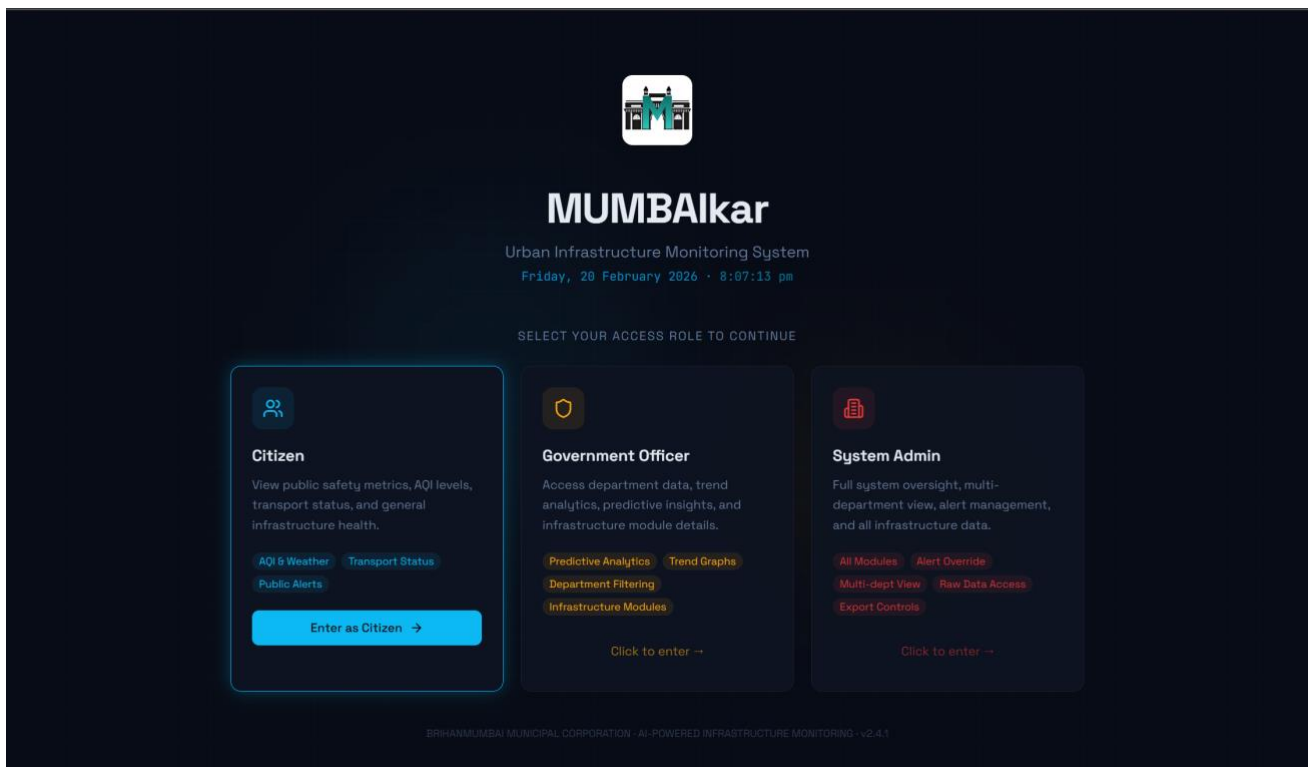 M
MUMBAIkar
Urban Infrastructure Monitoring System
Friday, 20 February 2026 · 8:07:13 pm
SELECT YOUR ACCESS ROLE TO CONTINUE
Citizen
View public safety metrics, AQI levels,
transport status, and general
infrastructure health.
AQI & Weather Transport Status
Public Alerts
Enter as Citizen →
Government Officer
Access department data, trend
analytics, predictive insights, and
infrastructure module details.
Predictive Analytics Trend Graphs
Department Filtering
Infrastructure Modules
Click to enter →
System Admin
Full system oversight, multi-
department view, alert management,
and all infrastructure data.
All Modules Alert Override
Multi-dept View Raw Data Access
Export Controls
Click to enter →
BRIHANMUMBAI MUNICIPAL CORPORATION · AI-POWERED INFRASTRUCTURE MONITORING · v2.4.1